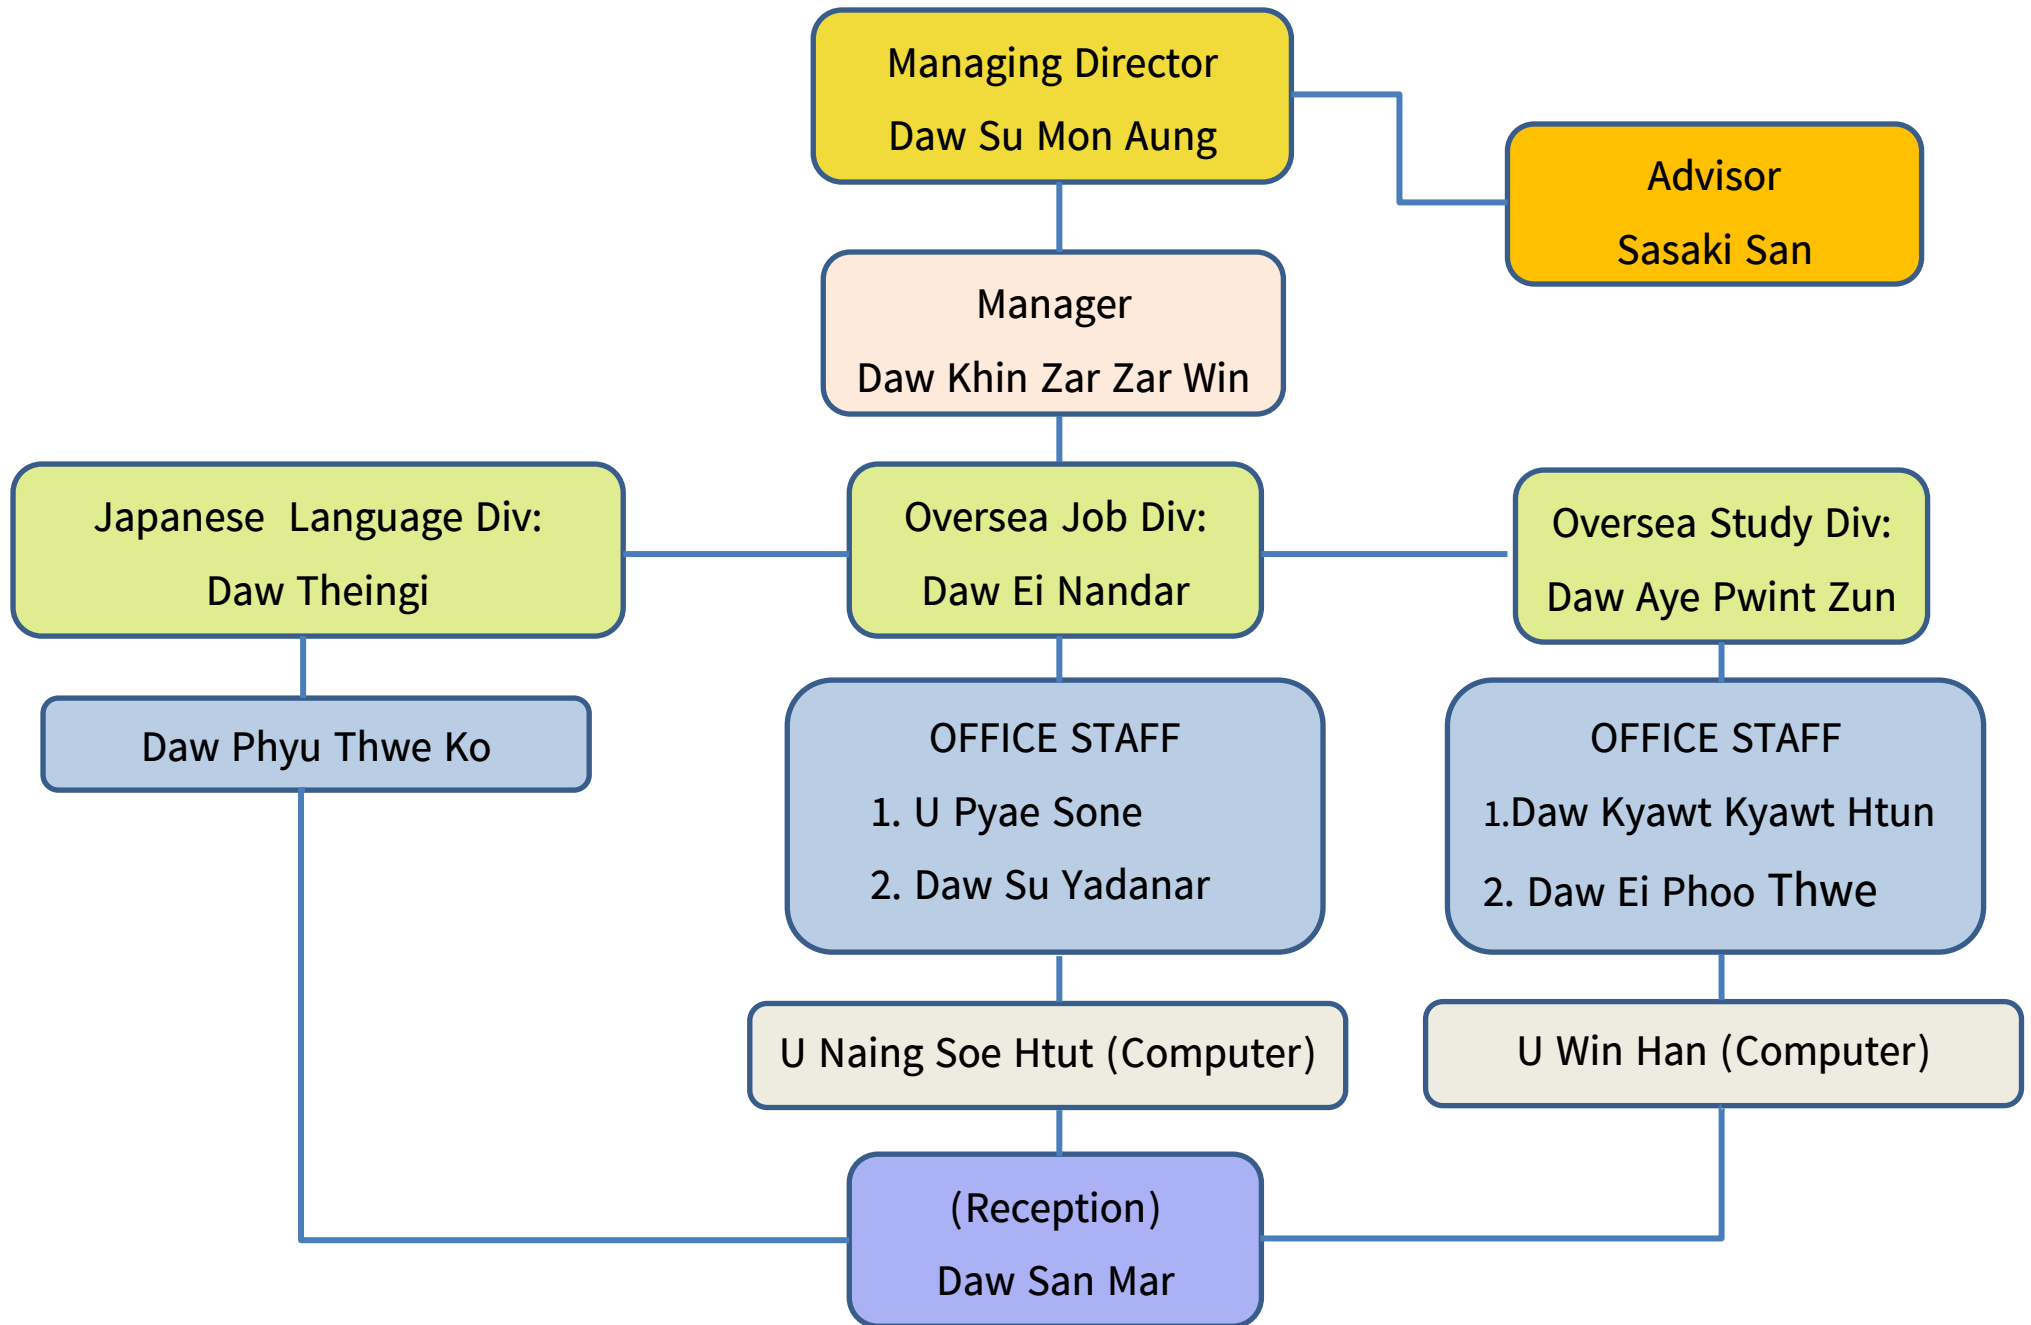 Managing Director
Daw Su Mon Aung
Advisor
Sasaki San
Manager
Daw Khin Zar Zar Win
Japanese  Language Div:
Daw Theingi
Oversea Job Div:
Daw Ei Nandar
Oversea Study Div:
Daw Aye Pwint Zun
Daw Phyu Thwe Ko
OFFICE STAFF
1. U Pyae Sone
2. Daw Su Yadanar
OFFICE STAFF
1.Daw Kyawt Kyawt Htun
2. Daw Ei Phoo Thwe
U Naing Soe Htut (Computer)
U Win Han (Computer)
(Reception)
Daw San Mar